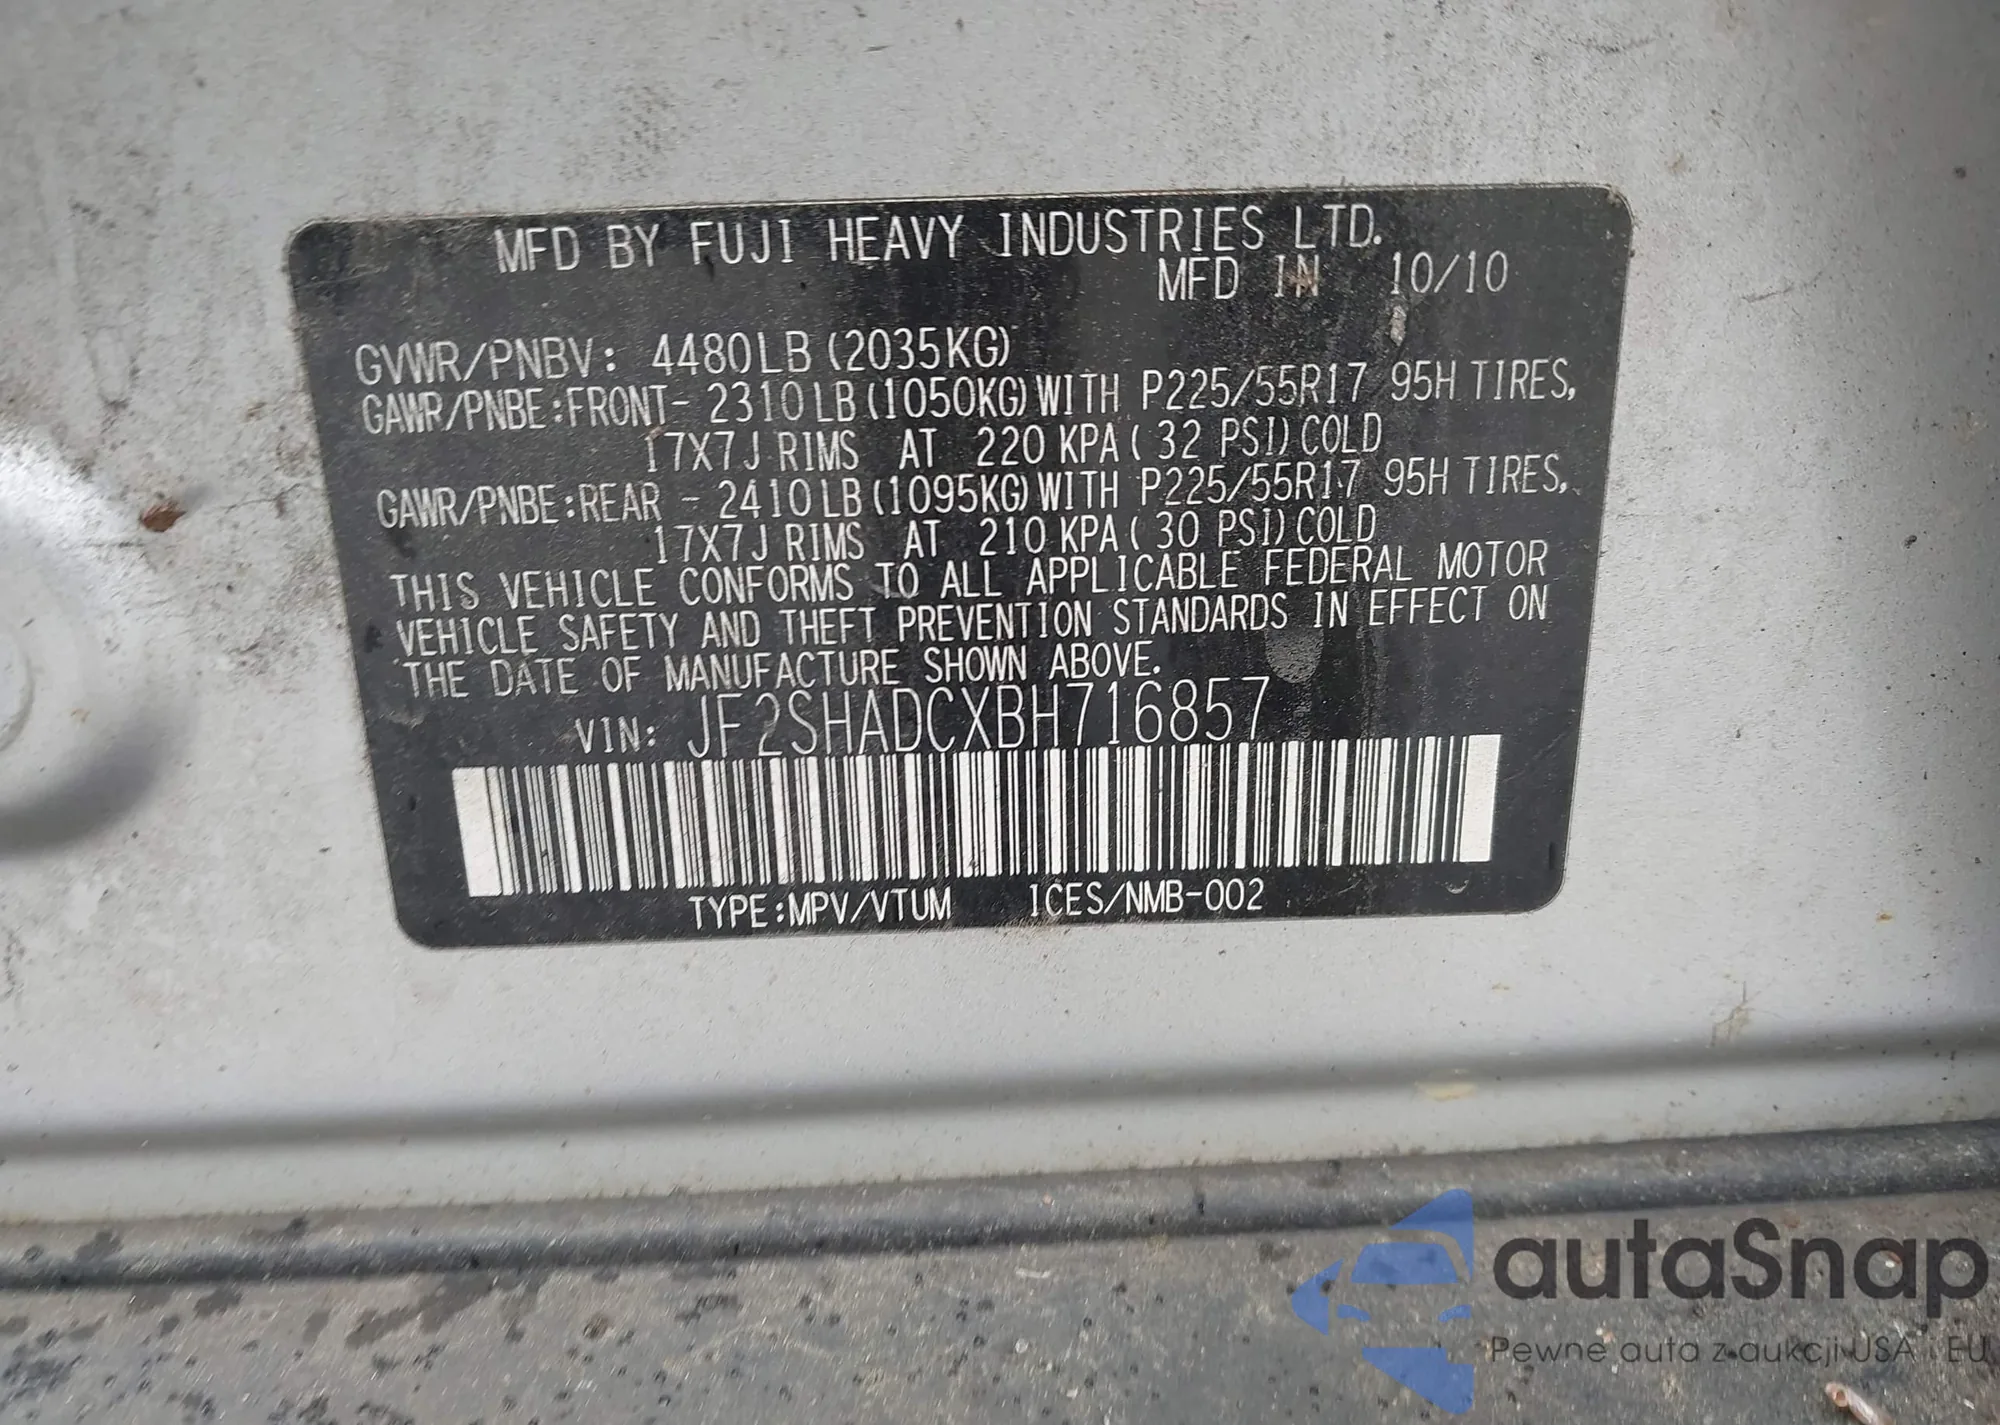 MFD BY FUJI HEAVY INDUSTRIES LTD.
MFD IN 10/10
GVWR/PNBV: 4480LB (2035KG)
GAWR/PNBE:FRONT- 2310LB (1050KG) WITH P225/55R17 95H TIRES,
17X7J RIMS AT 220 KPA ( 32 PSI) COLD
GAWR/PNBE:REAR - 2410LB (1095KG) WITH P225/55R17 95H TIRES,
17X7J RIMS AT 210 KPA ( 30 PSI) COLD
THIS VEHICLE CONFORMS TO ALL APPLICABLE FEDERAL MOTOR
VEHICLE SAFETY AND THEFT PREVENTION STANDARDS IN EFFECT ON
THE DATE OF MANUFACTURE SHOWN ABOVE.
VIN: JF2SHADCXBH716857
TYPE:MPV/VTUM ICES/NMB-002
autaSnap
Pewne auta z aukcji USA i EU